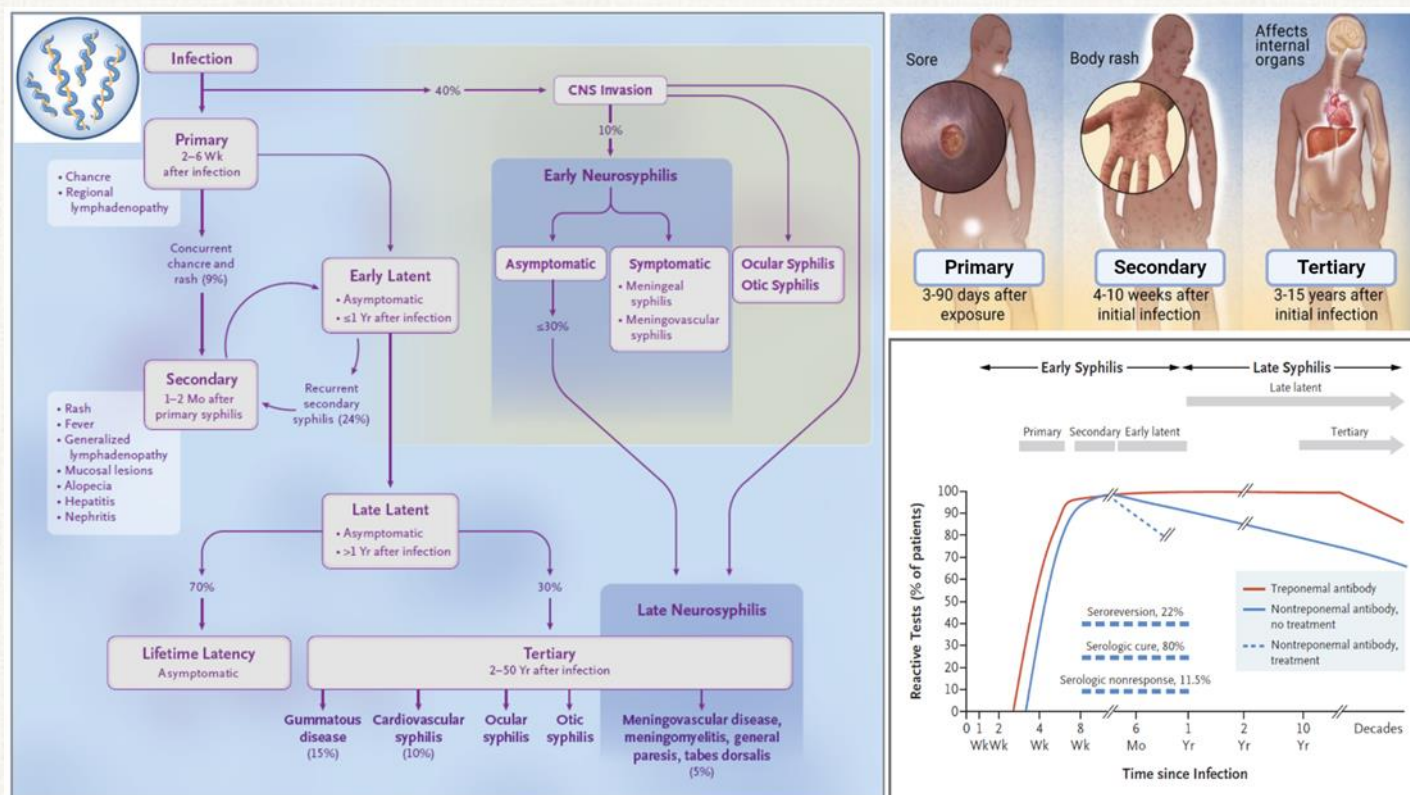 Infection
40%
CNS Invasion
10%
Primary
2–6 Wk
after infection
• Chancre
• Regional
lymphadenopathy
Concurrent
chancre and
rash (9%)
Early Latent
• Asymptomatic
• ≤1 Yr after infection
Secondary
1–2 Mo after
primary syphilis
Recurrent
secondary
syphilis (24%)
• Rash
• Fever
• Generalized
lymphadenopathy
• Mucosal lesions
• Alopecia
• Hepatitis
• Nephritis
Early Neurosyphilis
Asymptomatic
≤30%
Symptomatic
• Meningeal
syphilis
• Meningovascular
syphilis
Ocular Syphilis
Otic Syphilis
Late Latent
• Asymptomatic
• >1 Yr after infection
70%
30%
Lifetime Latency
Asymptomatic
Late Neurosyphilis
Tertiary
2–50 Yr after infection
Gummatous
disease
(15%)
Cardiovascular
syphilis
(10%)
Ocular
syphilis
Otic
syphilis
Meningovascular disease,
meningomyelitis, general
paresis, tabes dorsalis
(5%)
Sore
Primary
3-90 days after
exposure
Body rash
Secondary
4-10 weeks after
initial infection
Affects
internal
organs
Tertiary
3-15 years after
initial infection
Early Syphilis
Late Syphilis
Late latent
Primary
Secondary
Early latent
Tertiary
Reactive Tests (% of patients)
100
90
80
70
60
50
40
30
20
10
0
Seroreversion, 22%
Serologic cure, 80%
Serologic nonresponse, 11.5%
Treponemal antibody
Nontreponemal antibody,
no treatment
Nontreponemal antibody,
treatment
0 1 2 4 8 6 1 2 10 Decades
Wk Wk Wk Wk Mo Yr Yr Yr
Time since Infection